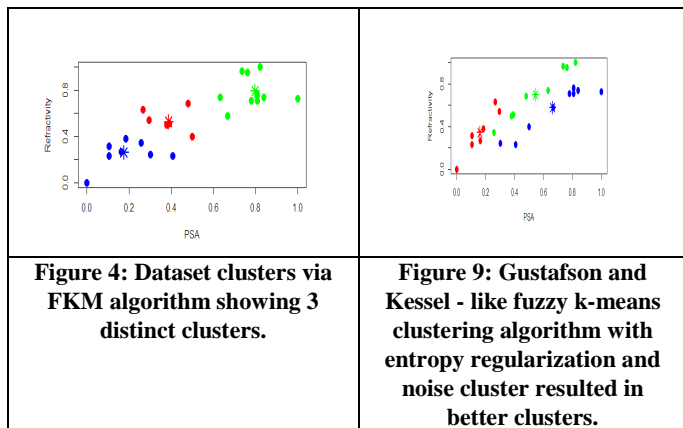 Refractivity
0.8
0.4
0.0
0.0 0.2 0.4 0.6 0.8 1.0
PSA
Refractivity
0.8
0.4
0.0
0.0 0.2 0.4 0.6 0.8 1.0
PSA
Figure 4: Dataset clusters via
FKM algorithm showing 3
distinct clusters.
Figure 9: Gustafson and
Kessel - like fuzzy k-means
clustering algorithm with
entropy regularization and
noise cluster resulted in
better clusters.